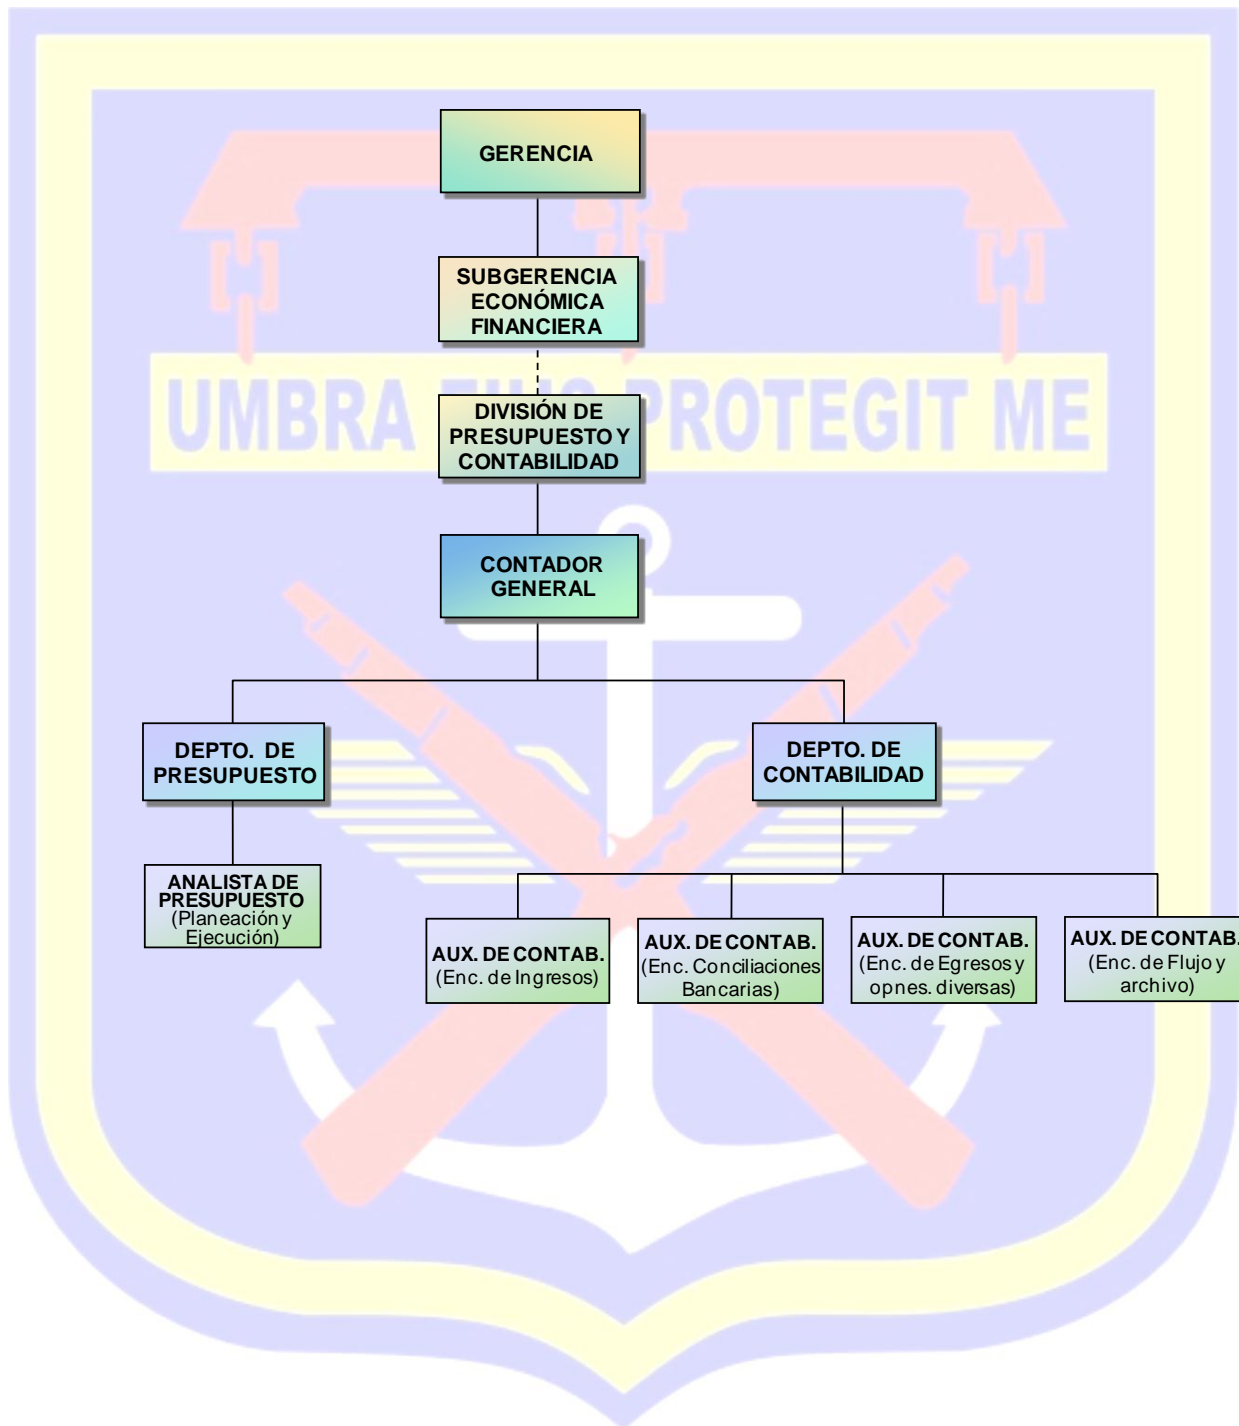 GERENCIA
SUBGERENCIA
ECONÓMICA
FINANCIERA
UMBRA PROTEGIT ME
DIVISIÓN DE
PRESUPUESTO Y
CONTABILIDAD
CONTADOR
GENERAL
DEPTO. DE
PRESUPUESTO
DEPTO. DE
CONTABILIDAD
ANALISTA DE
PRESUPUESTO
(Planeación y
Ejecución)
AUX. DE CONTAB.
(Enc. de Ingresos)
AUX. DE CONTAB.
(Enc. Conciliaciones
Bancarias)
AUX. DE CONTAB.
(Enc. de Egresos y
opnes. diversas)
AUX. DE CONTAB.
(Enc. de Flujo y
archivo)